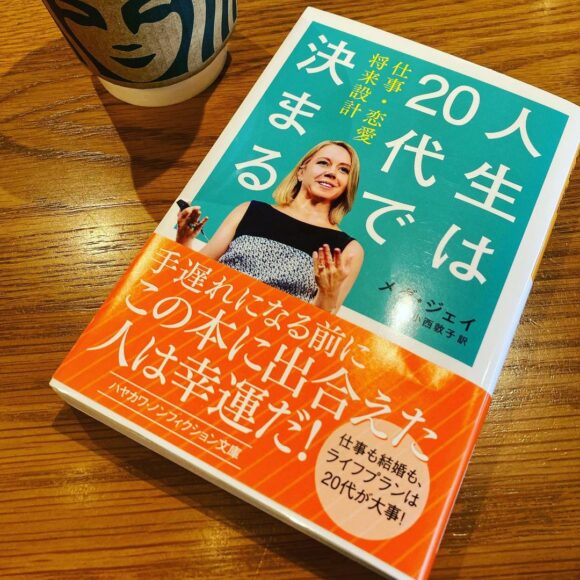 人生は
20代で
決まる
仕事・恋愛
将来設計
メグ・ジェイ
小西敦子 訳
手遅れになる前に
この本に出合えた
人は幸運だ!
ハヤカワ・ノンフィクション文庫
仕事も結婚も、
ライフプランは
20代が大事!